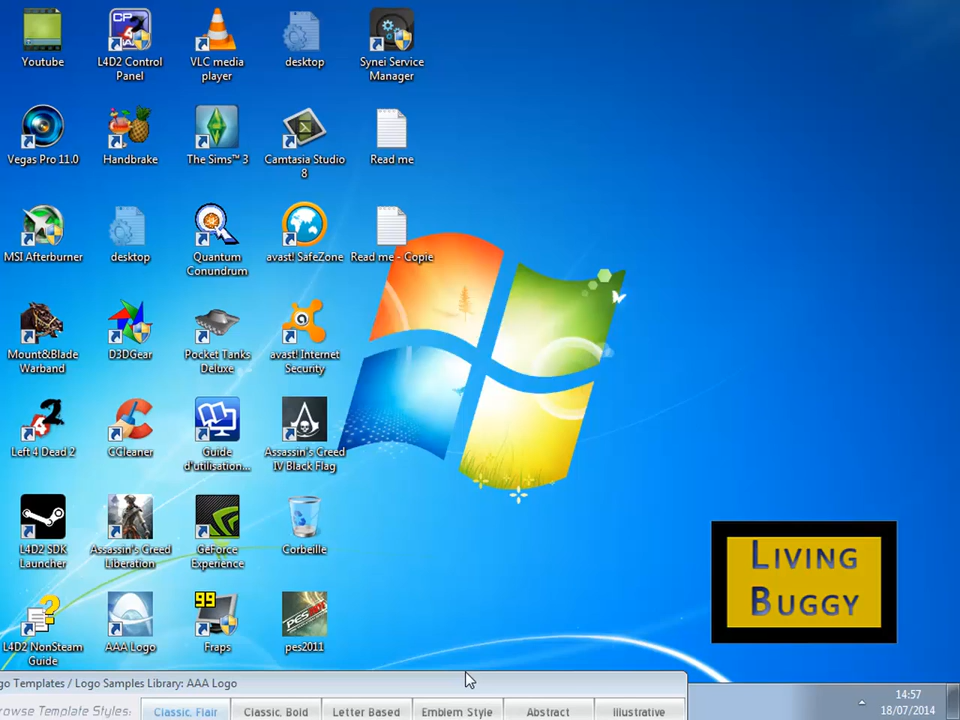 Youtube
L4D2 Control Panel
VLC media player
desktop
Synei Service Manager
Vegas Pro 11.0
Handbrake
The Sims™ 3
Camtasia Studio 8
Read me
MSI Afterburner
desktop
Quantum Conundrum
avast! SafeZone
Read me - Copie
Mount&Blade Warband
D3DGear
Pocket Tanks Deluxe
avast! Internet Security
Left 4 Dead 2
CCleaner
Guide d'utilisation...
Assassin's Creed IV Black Flag
L4D2 SDK Launcher
Assassin's Creed Liberation
GeForce Experience
Corbeille
L4D2 NonSteam Guide
AAA Logo
99
Fraps
pes2011
LIVING
BUGGY
go Templates / Logo Samples Library: AAA Logo
rowse Template Styles:
Classic, Flair
Classic, Bold
Letter Based
Emblem Style
Abstract
Illustrative
14:57
18/07/2014